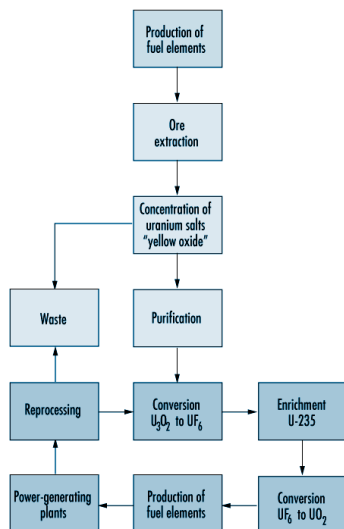 Production of
fuel elements
Ore
extraction
Concentration of
uranium salts
"yellow oxide"
Waste
Purification
Reprocessing
Conversion
U₃O₂ to UF₆
Enrichment
U-235
Power-generating
plants
Production of
fuel elements
Conversion
UF₆ to UO₂